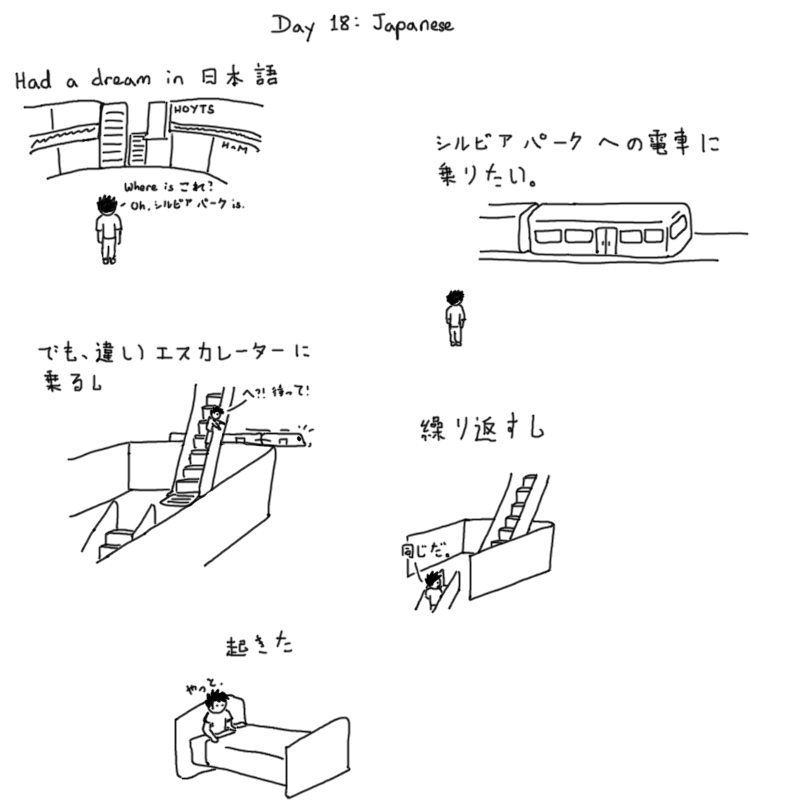 Day 18: Japanese
Had a dream in 日本語
HOYTS
H&M
Where is これ?
Oh, シルビア パーク is.
シルビア パーク への電車に
乗りたい。
でも、違い エスカレーターに
乗るし
へ?! 待って!
繰り返すし
同じだ。
起きた
やっと.